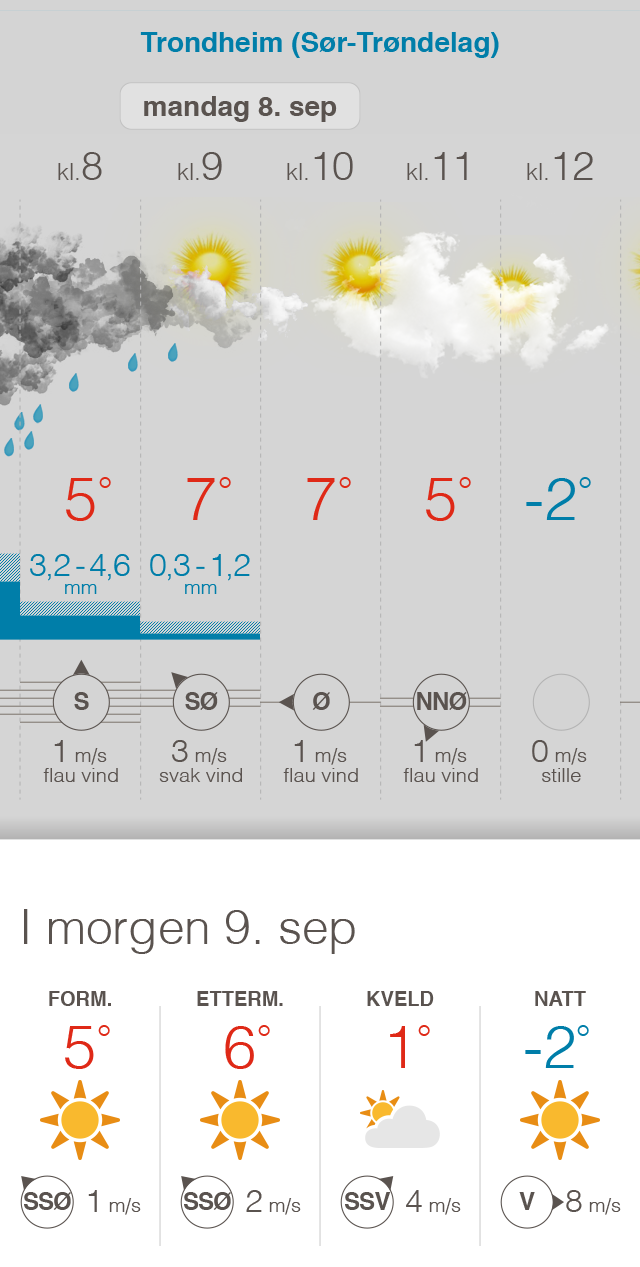 Trondheim (Sør-Trøndelag)
mandag 8. sep
kl.8 kl.9 kl.10 kl.11 kl.12
5° 7° 7° 5° -2°
3,2-4,6 0,3-1,2
mm mm
S SØ Ø NNØ
1 m/s 3 m/s 1 m/s 1 m/s 0 m/s
flau vind svak vind flau vind flau vind stille
I morgen 9. sep
FORM. ETTERM. KVELD NATT
5° 6° 1° -2°
SSØ 1 m/s SSØ 2 m/s SSV 4 m/s V 8 m/s